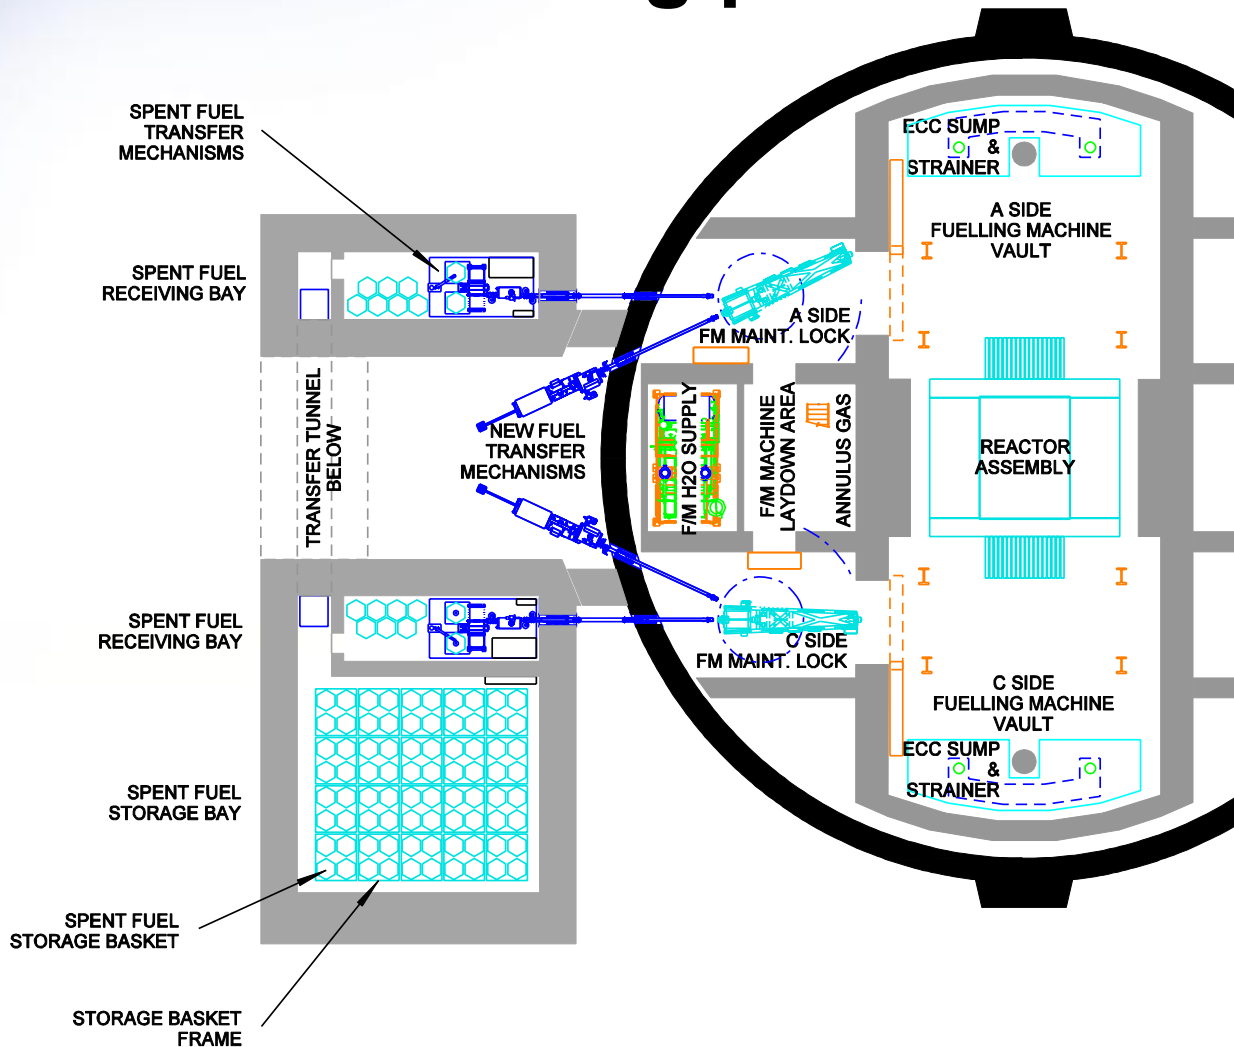 SPENT FUEL
TRANSFER
MECHANISMS
ECC SUMP
&
STRAINER
A SIDE
FUELLING MACHINE
VAULT
SPENT FUEL
RECEIVING BAY
A SIDE
FM MAINT. LOCK
TRANSFER TUNNEL
BELOW
NEW FUEL
TRANSFER
MECHANISMS
F/M H2O SUPPLY
F/M MACHINE
LAYDOWN AREA
ANNULUS GAS
REACTOR
ASSEMBLY
SPENT FUEL
RECEIVING BAY
C SIDE
FM MAINT. LOCK
C SIDE
FUELLING MACHINE
VAULT
ECC SUMP
&
STRAINER
SPENT FUEL
STORAGE BAY
SPENT FUEL
STORAGE BASKET
STORAGE BASKET
FRAME